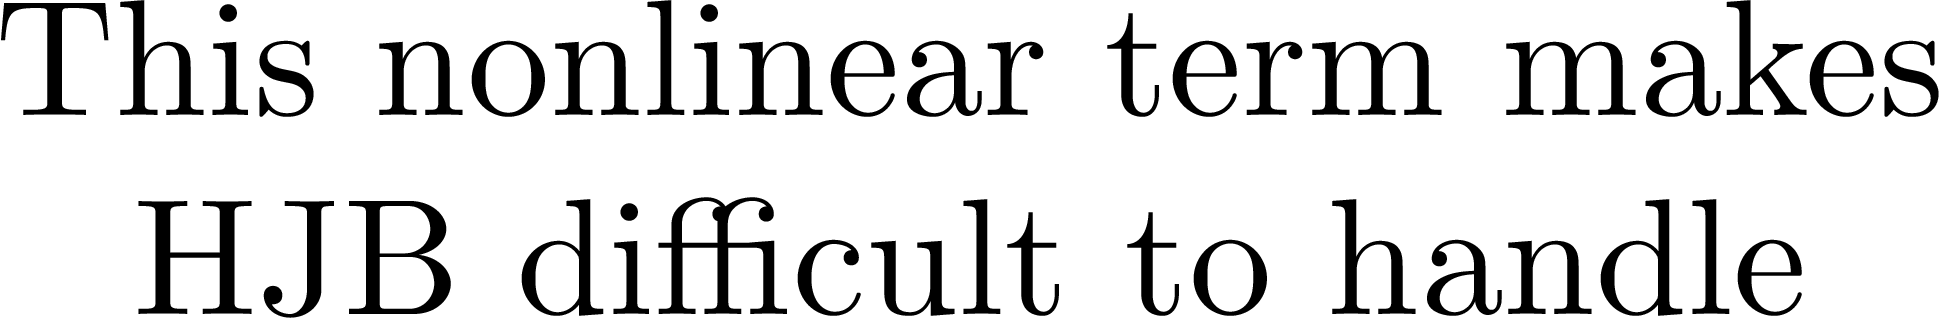 This nonlinear term makes
HJB difficult to handle